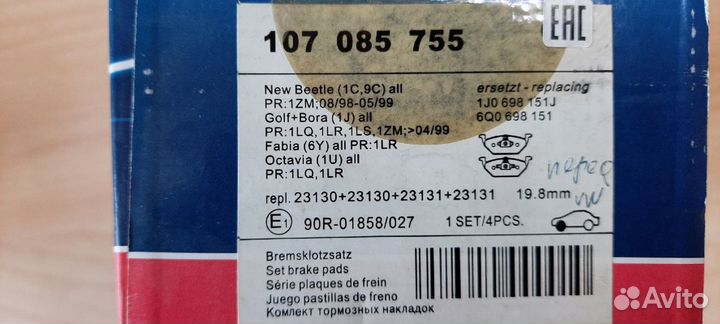 107 085 755
EAC
New Beetle (1C,9C) all
PR:1ZM;08/98-05/99
Golf+Bora (1J) all
PR:1LQ,1LR,1LS,1ZM;>04/99
Fabia (6Y) all PR:1LR
Octavia (1U) all
PR:1LQ,1LR
ersetzt - replacing
1J0 698 151J
6Q0 698 151
перед
repl. 23130+23130+23131+23131 19.8mm
E1 90R-01858/027 1 SET/4PCS.
Bremsklotzsatz
Set brake pads
Série plaques de frein
Juego pastillas de freno
Комлект тормозных накладок
Avito